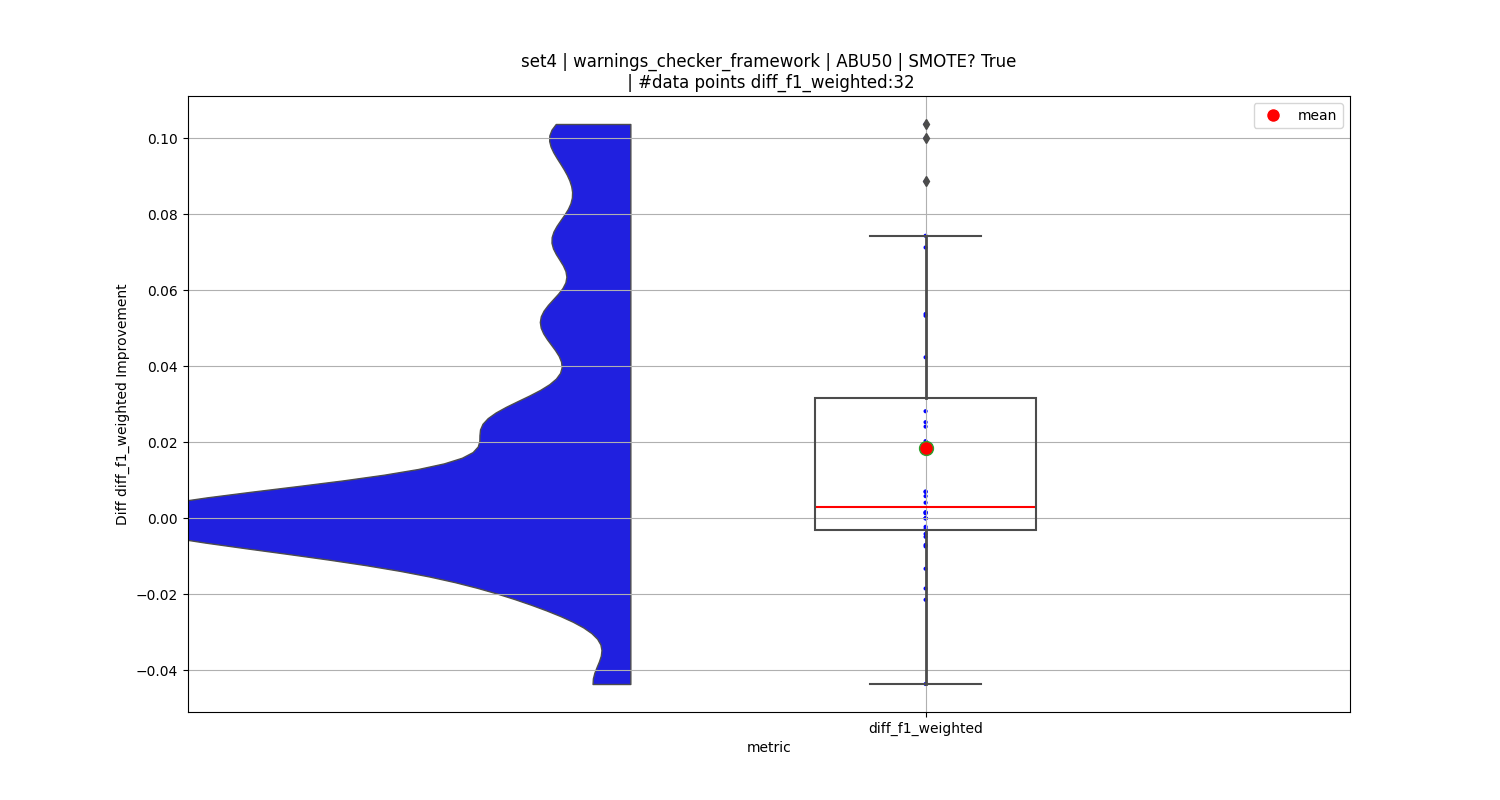 set4 | warnings_checker_framework | ABU50 | SMOTE? True
| #data points diff_f1_weighted:32
mean
0.10
0.08
0.06
0.04
0.02
0.00
−0.02
−0.04
Diff diff_f1_weighted Improvement
diff_f1_weighted
metric